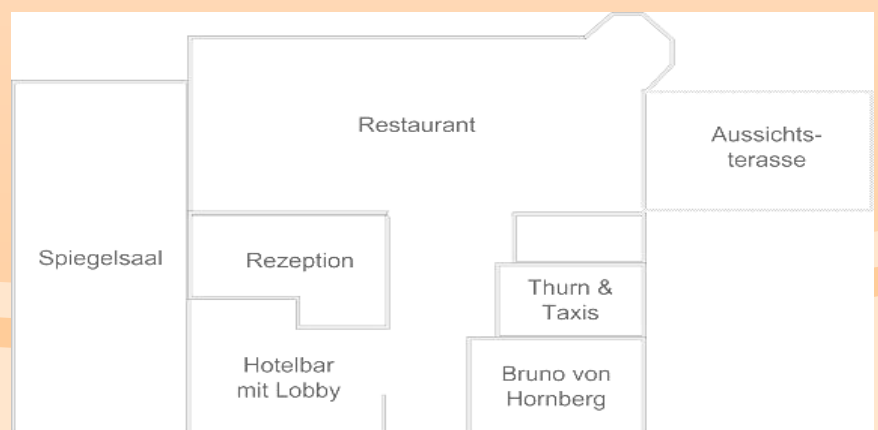 Restaurant
Aussichts-
terasse
Spiegelsaal
Rezeption
Thurn &
Taxis
Hotelbar
mit Lobby
Bruno von
Hornberg